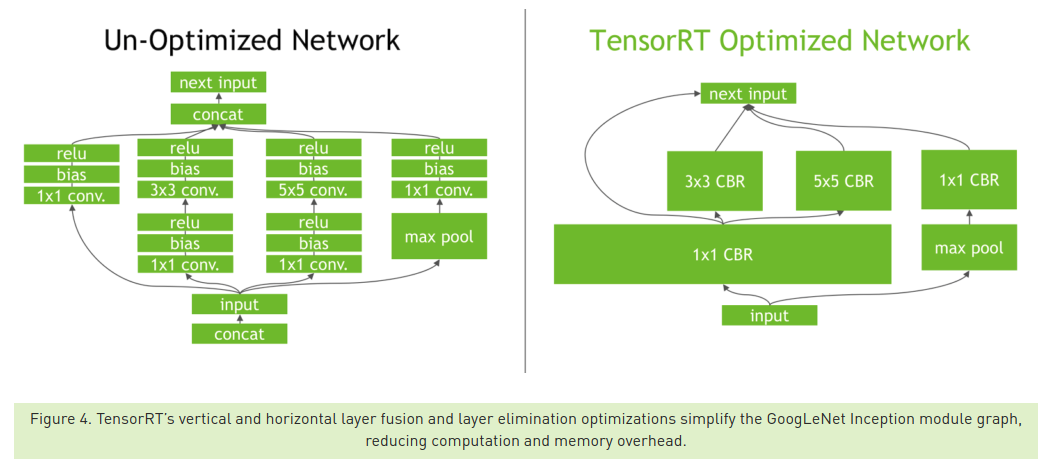 Un-Optimized Network
next input
concat
relu
bias
1x1 conv.
relu
bias
3x3 conv.
relu
bias
1x1 conv.
relu
bias
5x5 conv.
relu
bias
1x1 conv.
relu
bias
1x1 conv.
max pool
input
concat
TensorRT Optimized Network
next input
3x3 CBR
5x5 CBR
1x1 CBR
1x1 CBR
max pool
input
Figure 4. TensorRT's vertical and horizontal layer fusion and layer elimination optimizations simplify the GoogLeNet Inception module graph,
reducing computation and memory overhead.